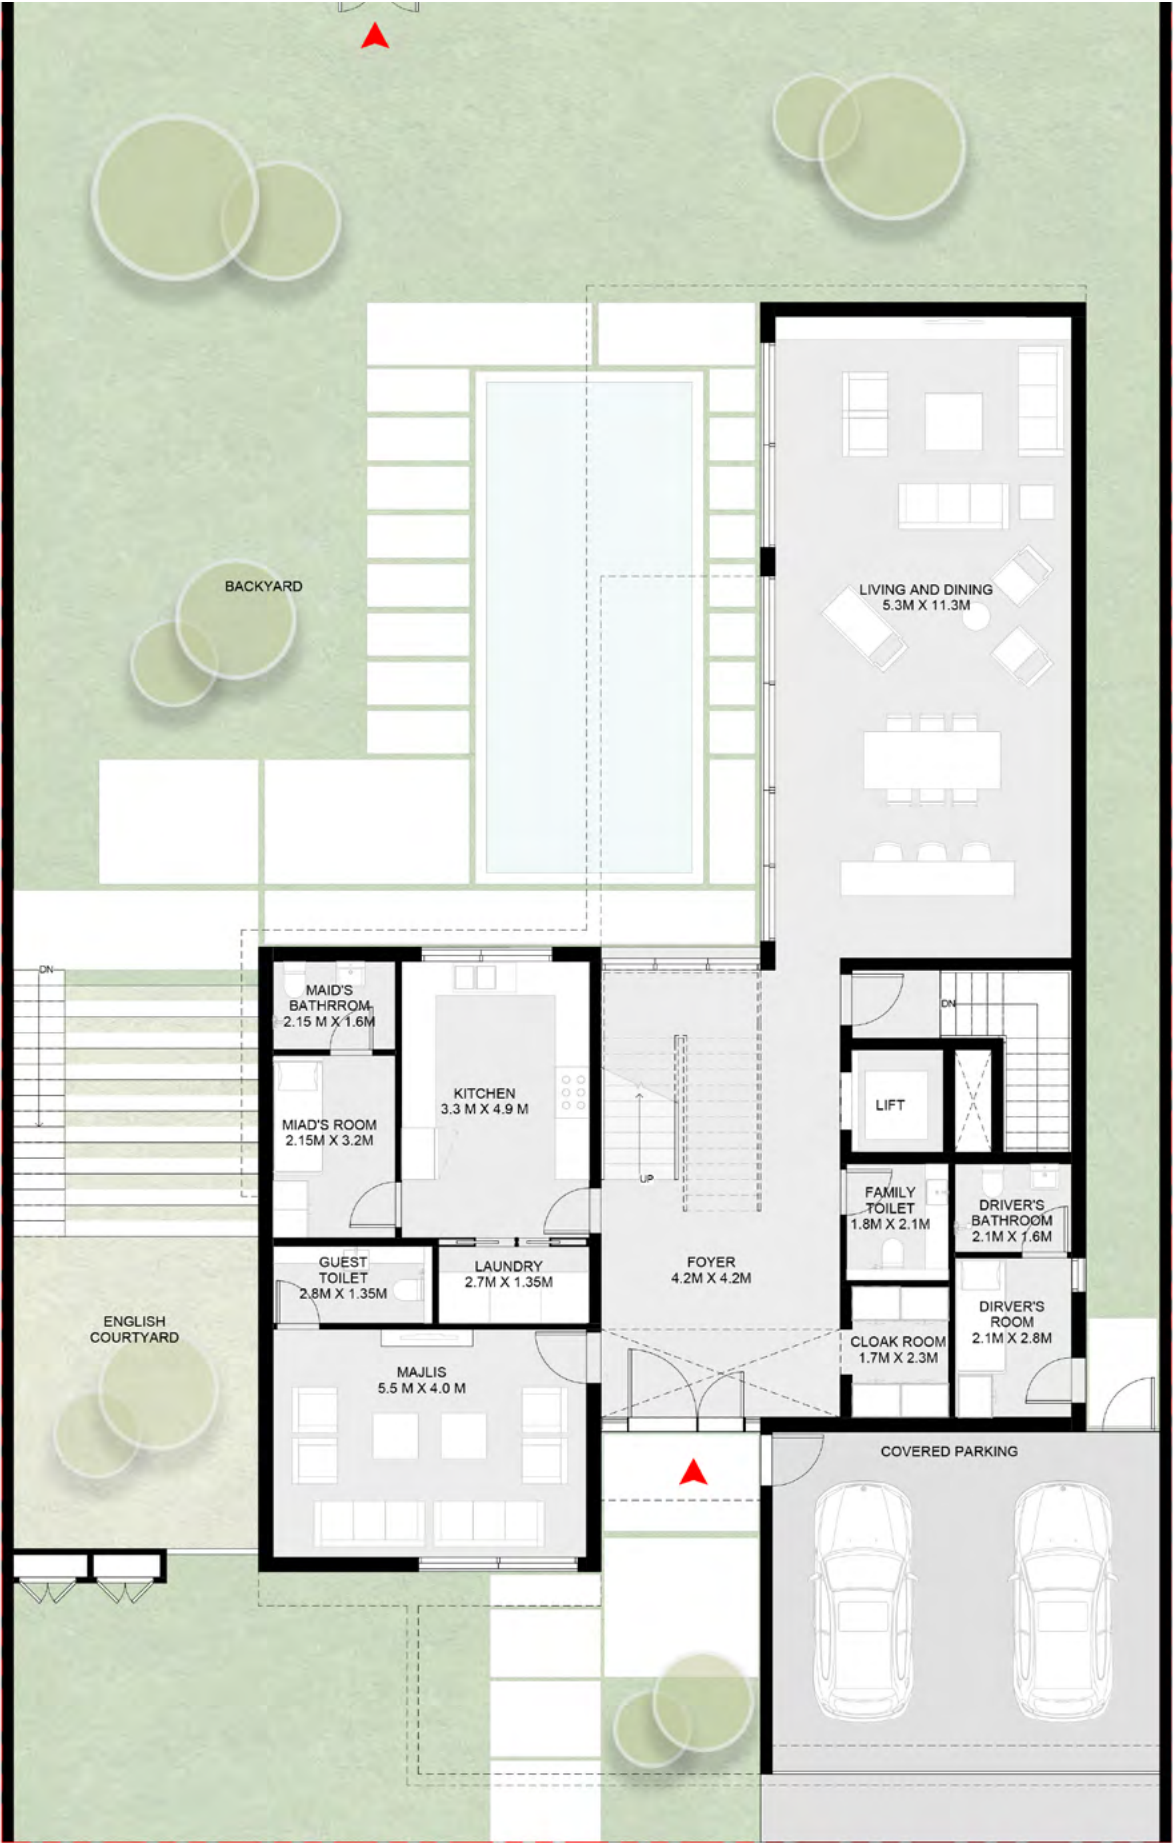 BACKYARD
LIVING AND DINING
5.3M X 11.3M
DN
MAID'S
BATHRROM
2.15 M X 1.6M
DN
KITCHEN
3.3 M X 4.9 M
LIFT
MIAD'S ROOM
2.15M X 3.2M
UP
FAMILY
TOILET
1.8M X 2.1M
DRIVER'S
BATHROOM
2.1M X 1.6M
GUEST
TOILET
2.8M X 1.35M
LAUNDRY
2.7M X 1.35M
FOYER
4.2M X 4.2M
ENGLISH
COURTYARD
CLOAK ROOM
1.7M X 2.3M
DIRVER'S
ROOM
2.1M X 2.8M
MAJLIS
5.5 M X 4.0 M
COVERED PARKING